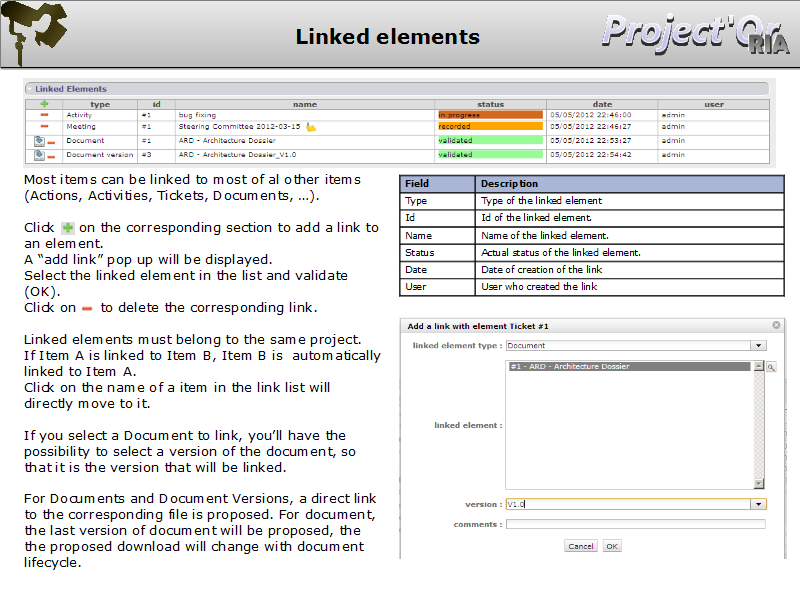 Linked elements
Project'Or
RIA
Linked Elements
type id name status date user
Activity #1 bug fixing in progress 05/05/2012 22:46:00 admin
Meeting #1 Steering Committee 2012-03-15 recorded 05/05/2012 22:46:27 admin
Document #1 ARD - Architecture Dossier validated 05/05/2012 22:53:27 admin
Document version #3 ARD - Architecture Dossier_V1.0 validated 05/05/2012 22:54:42 admin
Most items can be linked to most of al other items
(Actions, Activities, Tickets, Documents, …).
Click on the corresponding section to add a link to
an element.
A “add link” pop up will be displayed.
Select the linked element in the list and validate
(OK).
Click on to delete the corresponding link.
Linked elements must belong to the same project.
If Item A is linked to Item B, Item B is automatically
linked to Item A.
Click on the name of a item in the link list will
directly move to it.
If you select a Document to link, you’ll have the
possibility to select a version of the document, so
that it is the version that will be linked.
For Documents and Document Versions, a direct link
to the corresponding file is proposed. For document,
the last version of document will be proposed, the
the proposed download will change with document
lifecycle.
Field Description
Type Type of the linked element
Id Id of the linked element.
Name Name of the linked element.
Status Actual status of the linked element.
Date Date of creation of the link
User User who created the link
Add a link with element Ticket #1
linked element type : Document
#1 - ARD - Architecture Dossier
linked element :
version : V1.0
comments :
Cancel OK